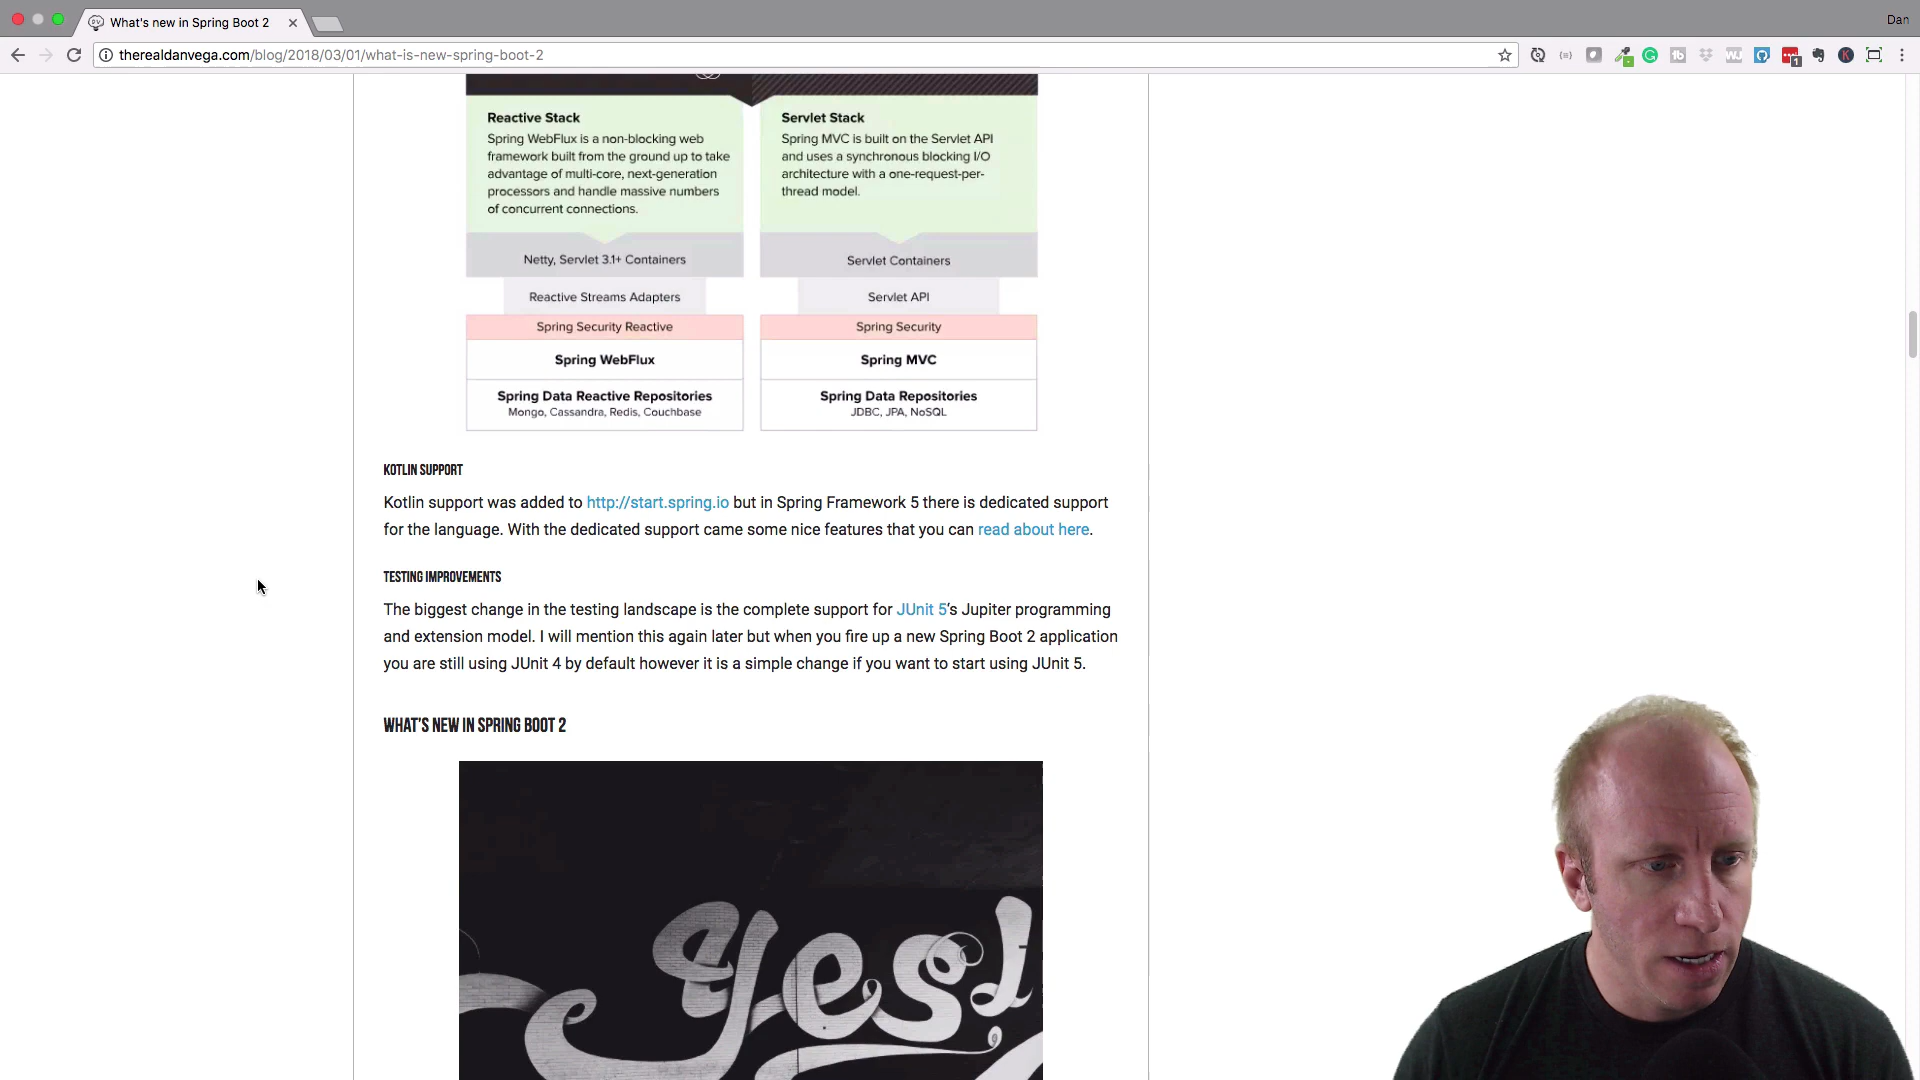 What's new in Spring Boot 2
Dan
therealdanvega.com/blog/2018/03/01/what-is-new-spring-boot-2
Reactive Stack
Spring WebFlux is a non-blocking web
framework built from the ground up to take
advantage of multi-core, next-generation
processors and handle massive numbers
of concurrent connections.
Servlet Stack
Spring MVC is built on the Servlet API
and uses a synchronous blocking I/O
architecture with a one-request-per-
thread model.
Netty, Servlet 3.1+ Containers
Servlet Containers
Reactive Streams Adapters
Servlet API
Spring Security Reactive
Spring Security
Spring WebFlux
Spring MVC
Spring Data Reactive Repositories
Mongo, Cassandra, Redis, Couchbase
Spring Data Repositories
JDBC, JPA, NoSQL
KOTLIN SUPPORT
Kotlin support was added to http://start.spring.io but in Spring Framework 5 there is dedicated support
for the language. With the dedicated support came some nice features that you can read about here.
TESTING IMPROVEMENTS
The biggest change in the testing landscape is the complete support for JUnit 5's Jupiter programming
and extension model. I will mention this again later but when you fire up a new Spring Boot 2 application
you are still using JUnit 4 by default however it is a simple change if you want to start using JUnit 5.
WHAT'S NEW IN SPRING BOOT 2
yes!